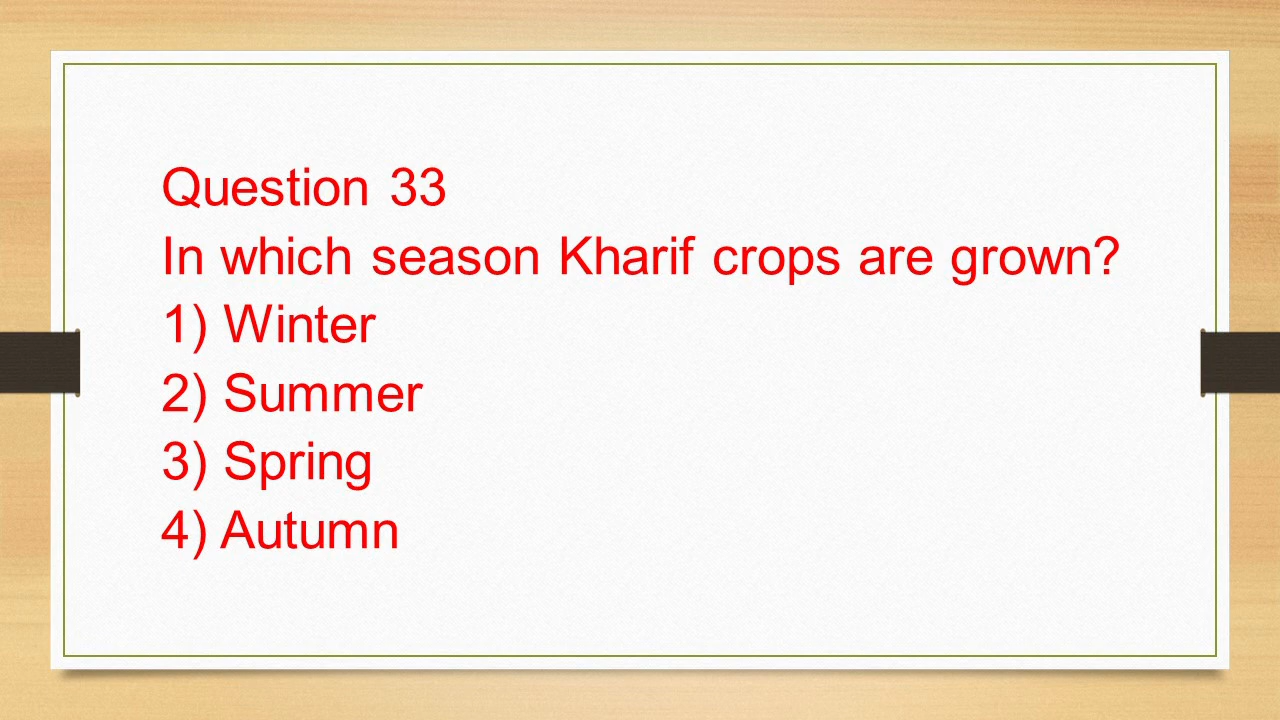 Question 33
In which season Kharif crops are grown?
1) Winter
2) Summer
3) Spring
4) Autumn